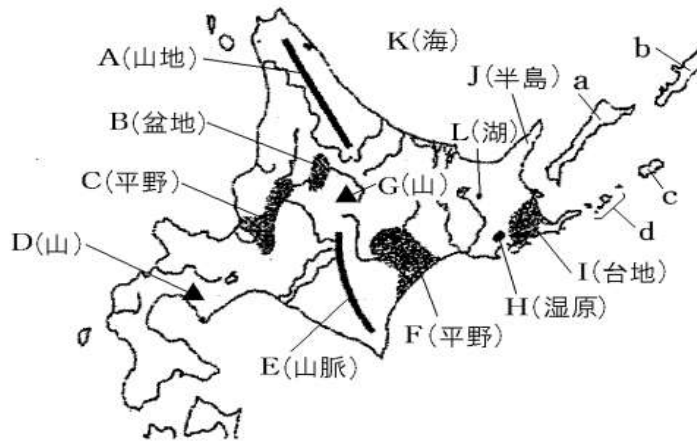 K(海)
A(山地)
b
J(半島)
a
B(盆地)
L(湖)
C(平野)
G(山)
c
d
D(山)
I(台地)
H(湿原)
F(平野)
E(山脈)